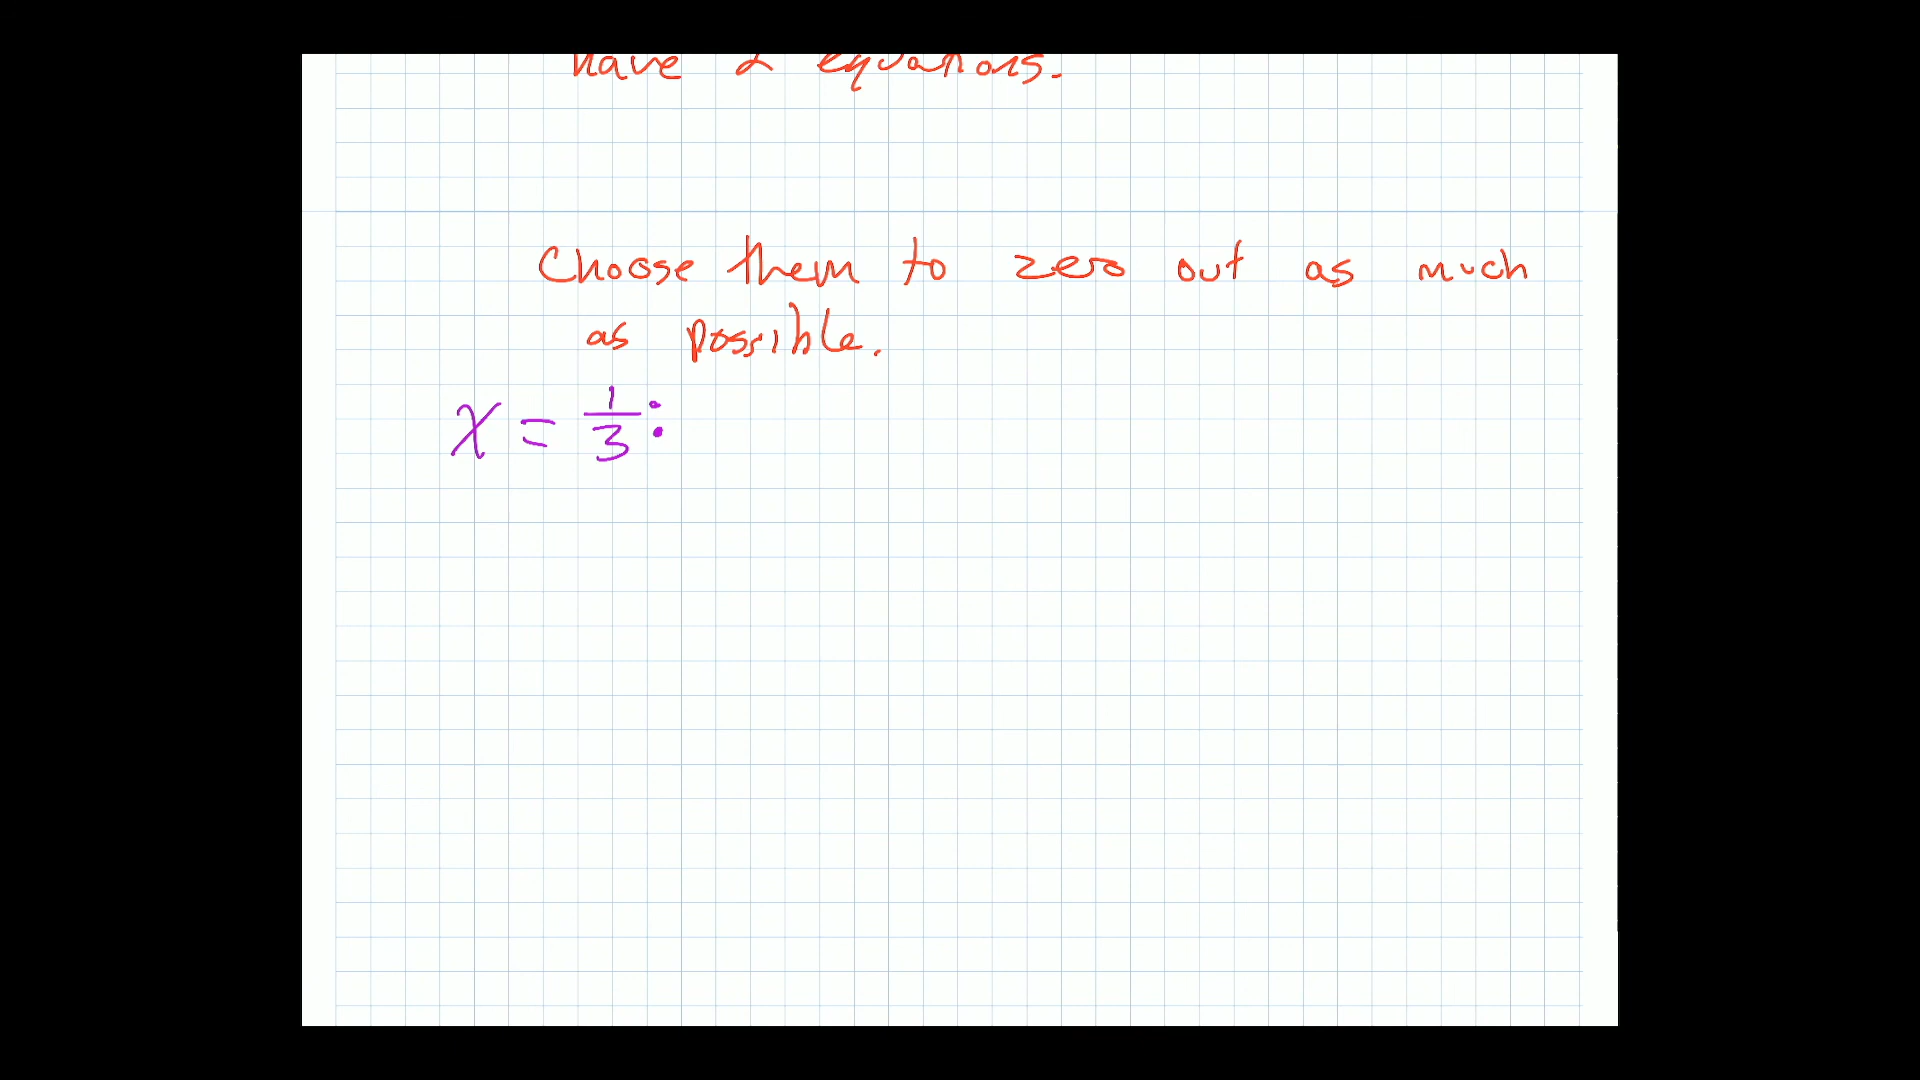 have 2 equations.
Choose them to zero out as much
as possible.
x = 1/3: